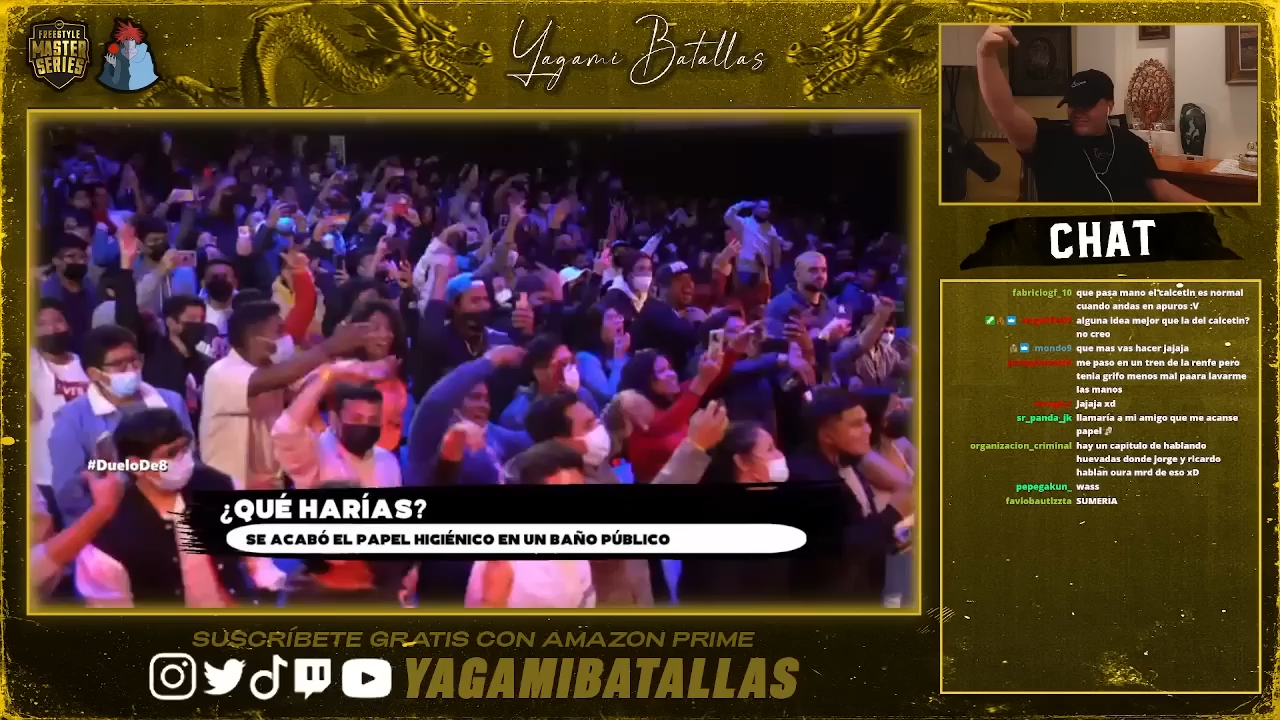 FREESTYLE
MASTER
SERIES
Yagami Batallas
CHAT
fabriciogf_10 que pasa mano el calcetin es normal
cuando andas en apuros :V
alguna idea mejor que la del calcetin?
no creo
mondo9 que mas vas hacer jajaja
me paso en un tren de la renfe pero
tenia grifo menos mal paara lavarme
las manos
Jajaja xd
sr_panda_jk llamaría a mi amigo que me acanse
papel
organizacion_criminal hay un capitulo de hablando
huevadas donde jorge y ricardo
hablan oura mrd de eso xD
pepegakun_ wass
faviobautizzta SUMERIA
#DueloDe8
¿QUÉ HARÍAS?
SE ACABÓ EL PAPEL HIGIÉNICO EN UN BAÑO PÚBLICO
SUSCRÍBETE GRATIS CON AMAZON PRIME
YAGAMIBATALLAS